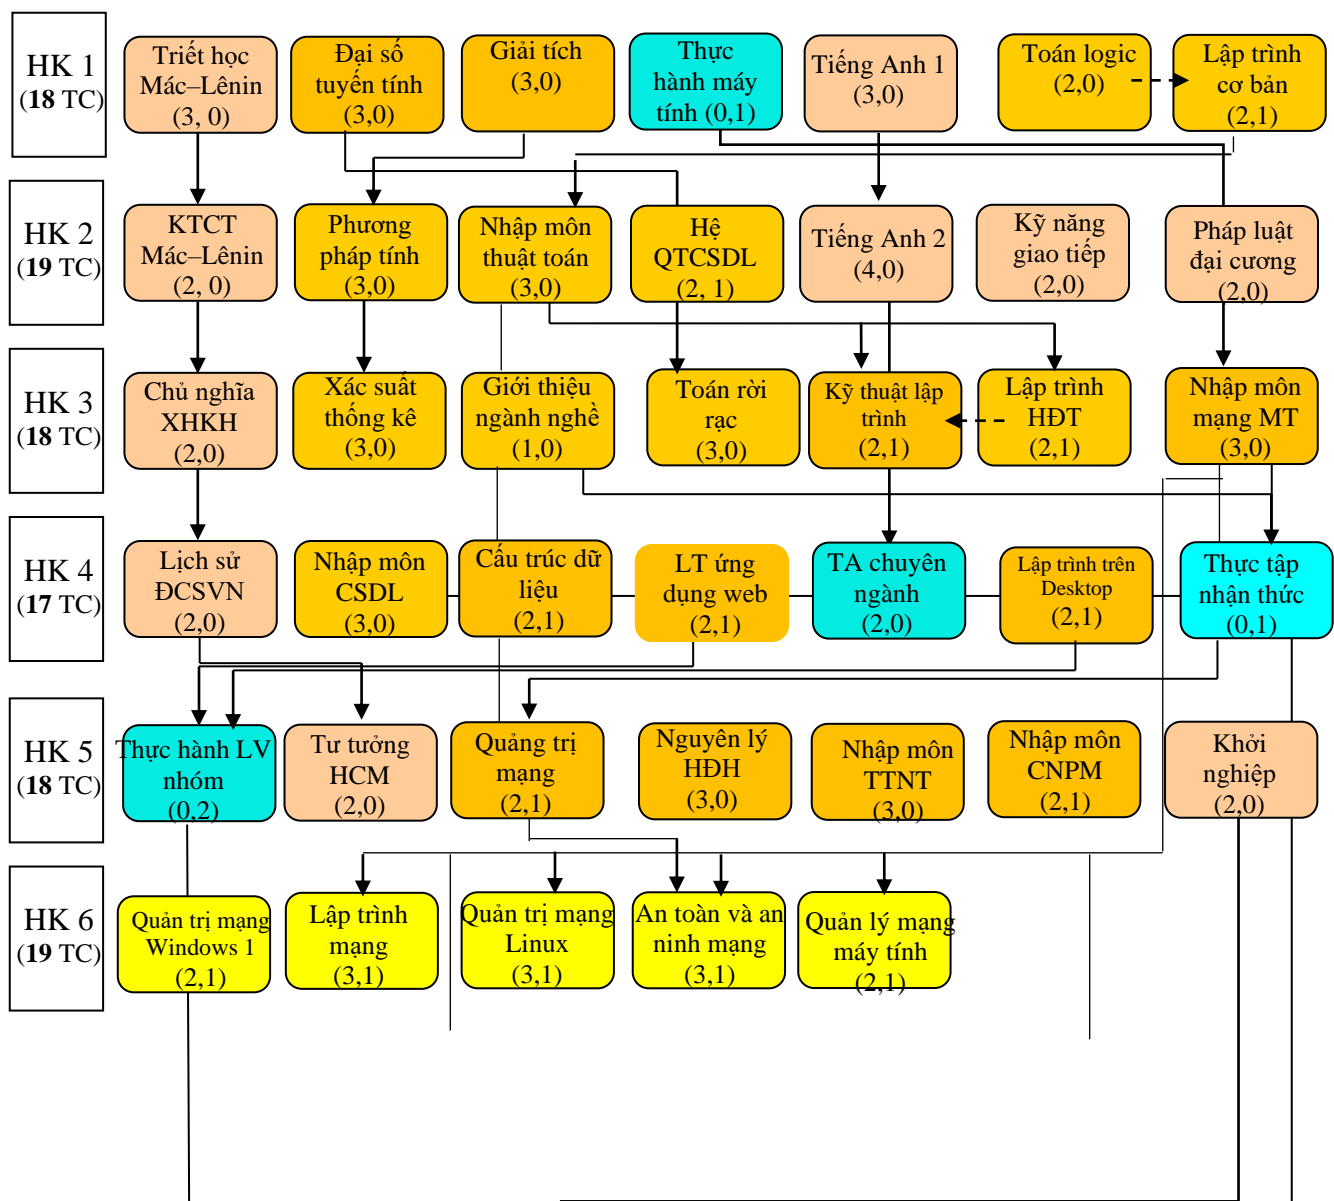 HK 1
(18 TC)
Triết học
Mác–Lênin
(3, 0)
Đại số
tuyến tính
(3,0)
Giải tích
(3,0)
Thực
hành máy
tính (0,1)
Tiếng Anh 1
(3,0)
Toán logic
(2,0)
Lập trình
cơ bản
(2,1)
HK 2
(19 TC)
KTCT
Mác–Lênin
(2, 0)
Phương
pháp tính
(3,0)
Nhập môn
thuật toán
(3,0)
Hệ
QTCSDL
(2, 1)
Tiếng Anh 2
(4,0)
Kỹ năng
giao tiếp
(2,0)
Pháp luật
đại cương
(2,0)
HK 3
(18 TC)
Chủ nghĩa
XHKH
(2,0)
Xác suất
thống kê
(3,0)
Giới thiệu
ngành nghề
(1,0)
Toán rời
rạc
(3,0)
Kỹ thuật lập
trình
(2,1)
Lập trình
HĐT
(2,1)
Nhập môn
mạng MT
(3,0)
HK 4
(17 TC)
Lịch sử
ĐCSVN
(2,0)
Nhập môn
CSDL
(3,0)
Cấu trúc dữ
liệu
(2,1)
LT ứng
dụng web
(2,1)
TA chuyên
ngành
(2,0)
Lập trình trên
Desktop
(2,1)
Thực tập
nhận thức
(0,1)
HK 5
(18 TC)
Thực hành LV
nhóm
(0,2)
Tư tưởng
HCM
(2,0)
Quảng trị
mạng
(2,1)
Nguyên lý
HĐH
(3,0)
Nhập môn
TTNT
(3,0)
Nhập môn
CNPM
(2,1)
Khởi
nghiệp
(2,0)
HK 6
(19 TC)
Quản trị mạng
Windows 1
(2,1)
Lập trình
mạng
(3,1)
Quản trị mạng
Linux
(3,1)
An toàn và an
ninh mạng
(3,1)
Quản lý mạng
máy tính
(2,1)